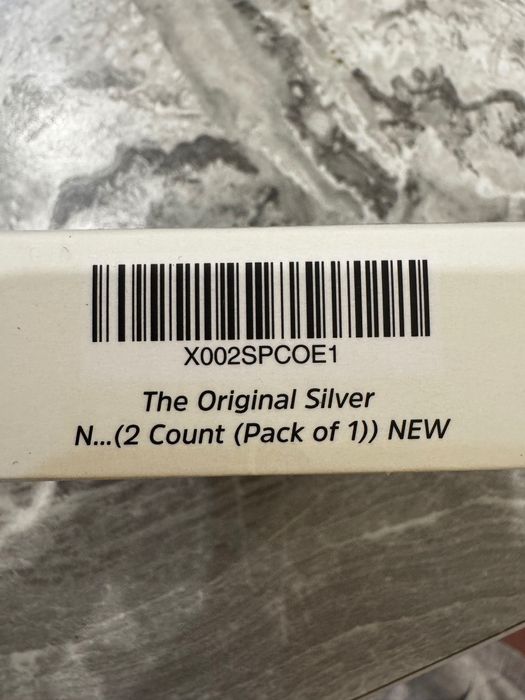 X002SPCOE1
The Original Silver
N...(2 Count (Pack of 1)) NEW